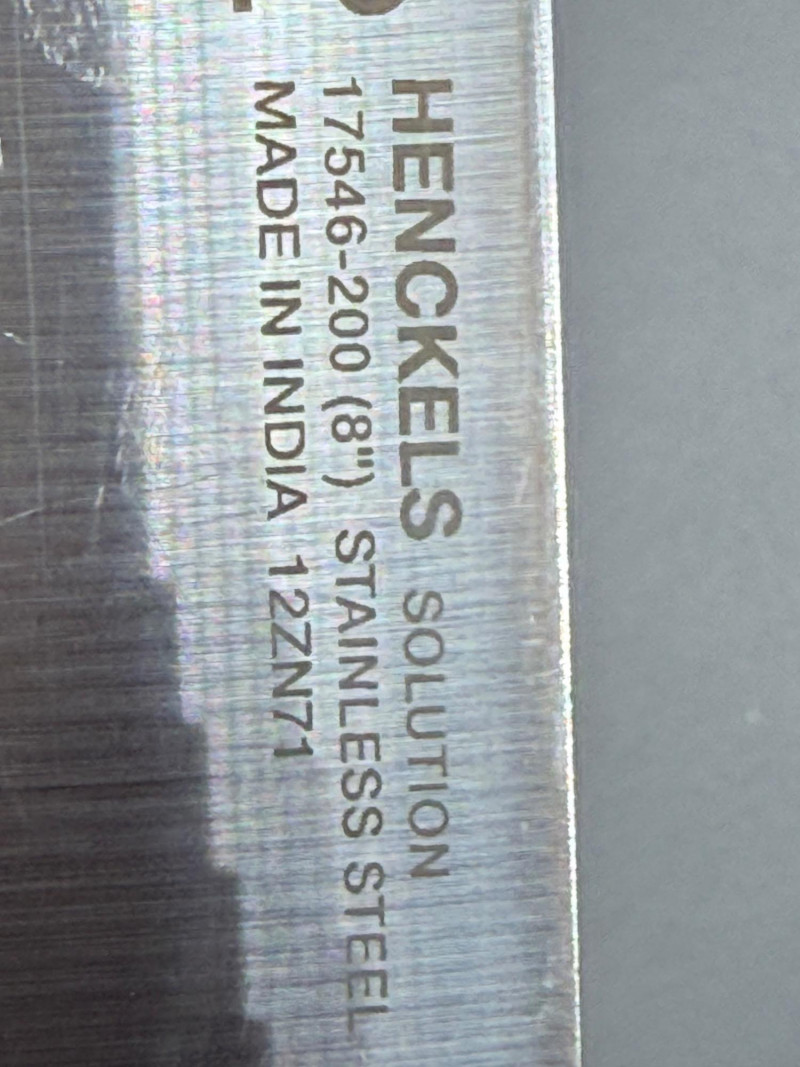 HENCKELS SOLUTION
17546-200 (8") STAINLESS STEEL
MADE IN INDIA 12ZN71